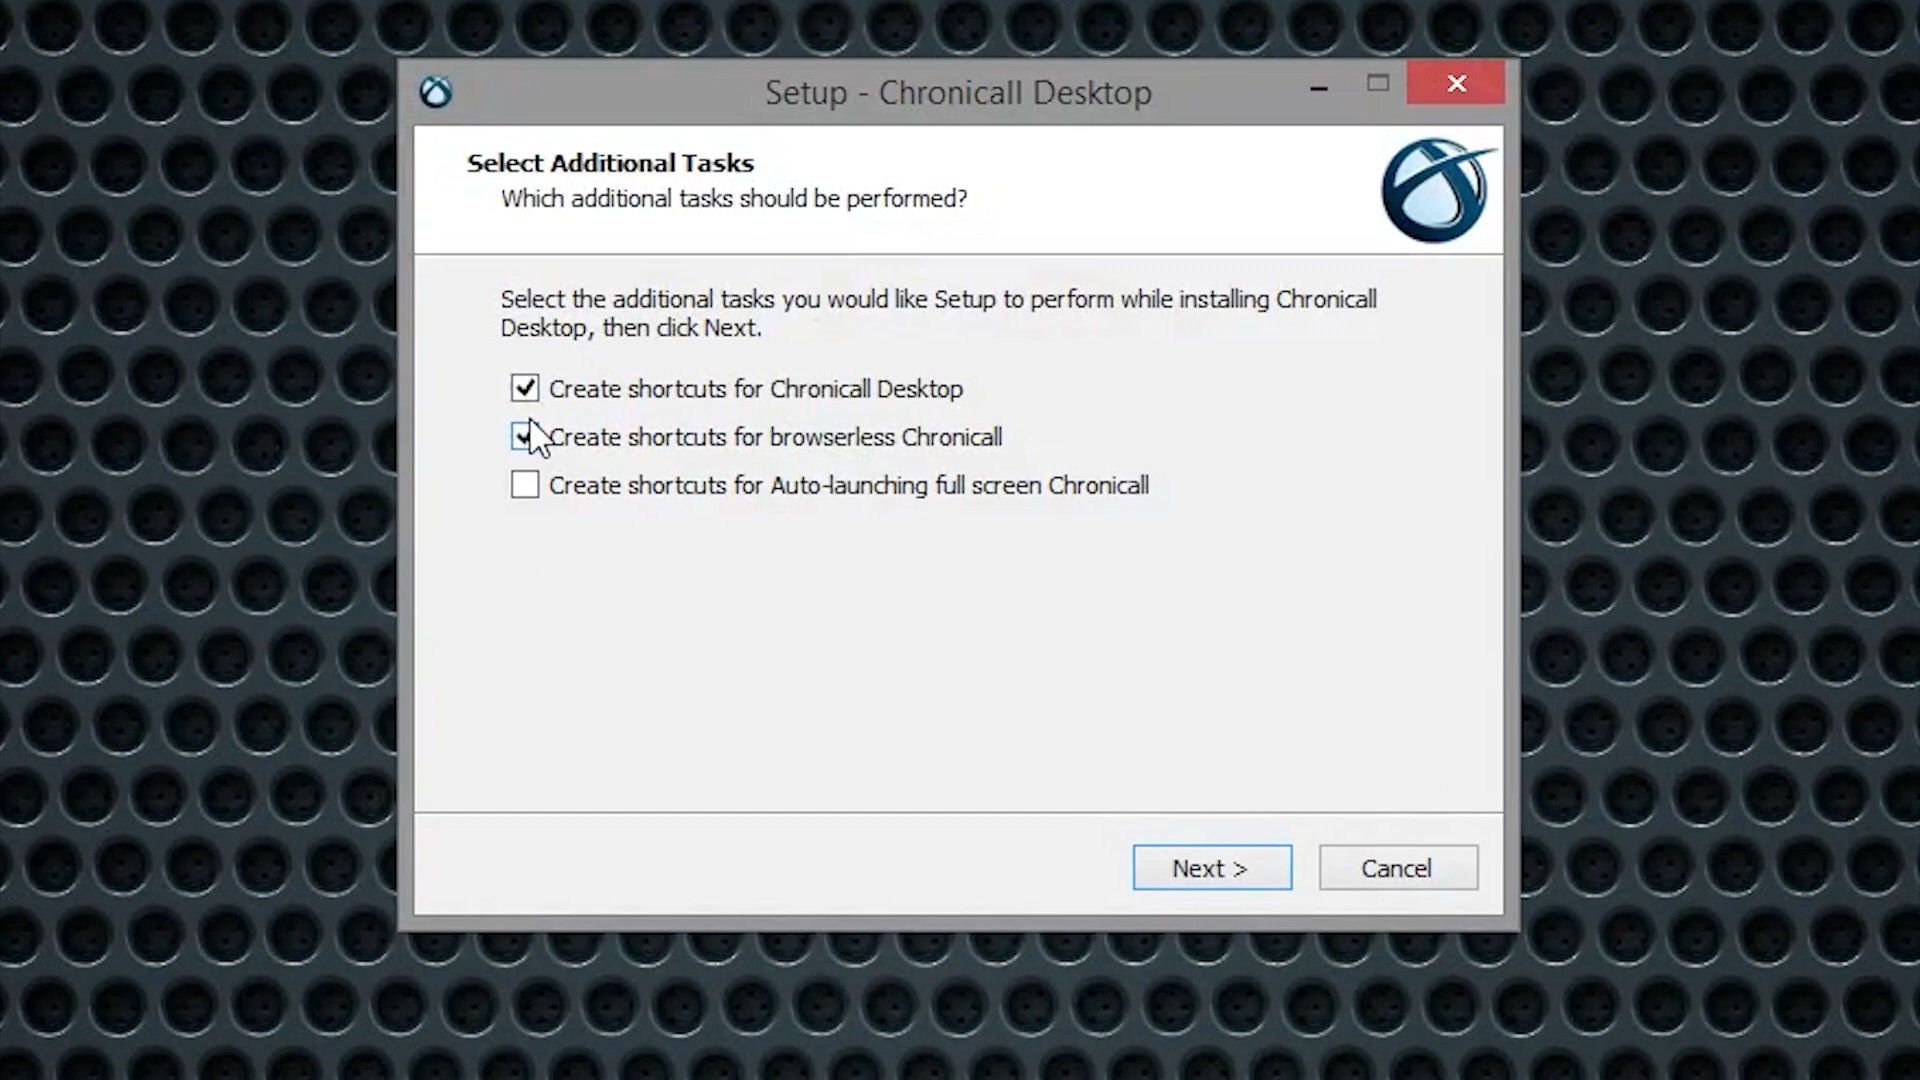 Setup - Chronicall Desktop
Select Additional Tasks
Which additional tasks should be performed?
Select the additional tasks you would like Setup to perform while installing Chronicall
Desktop, then click Next.
Create shortcuts for Chronicall Desktop
Create shortcuts for browserless Chronicall
Create shortcuts for Auto-launching full screen Chronicall
Next >
Cancel